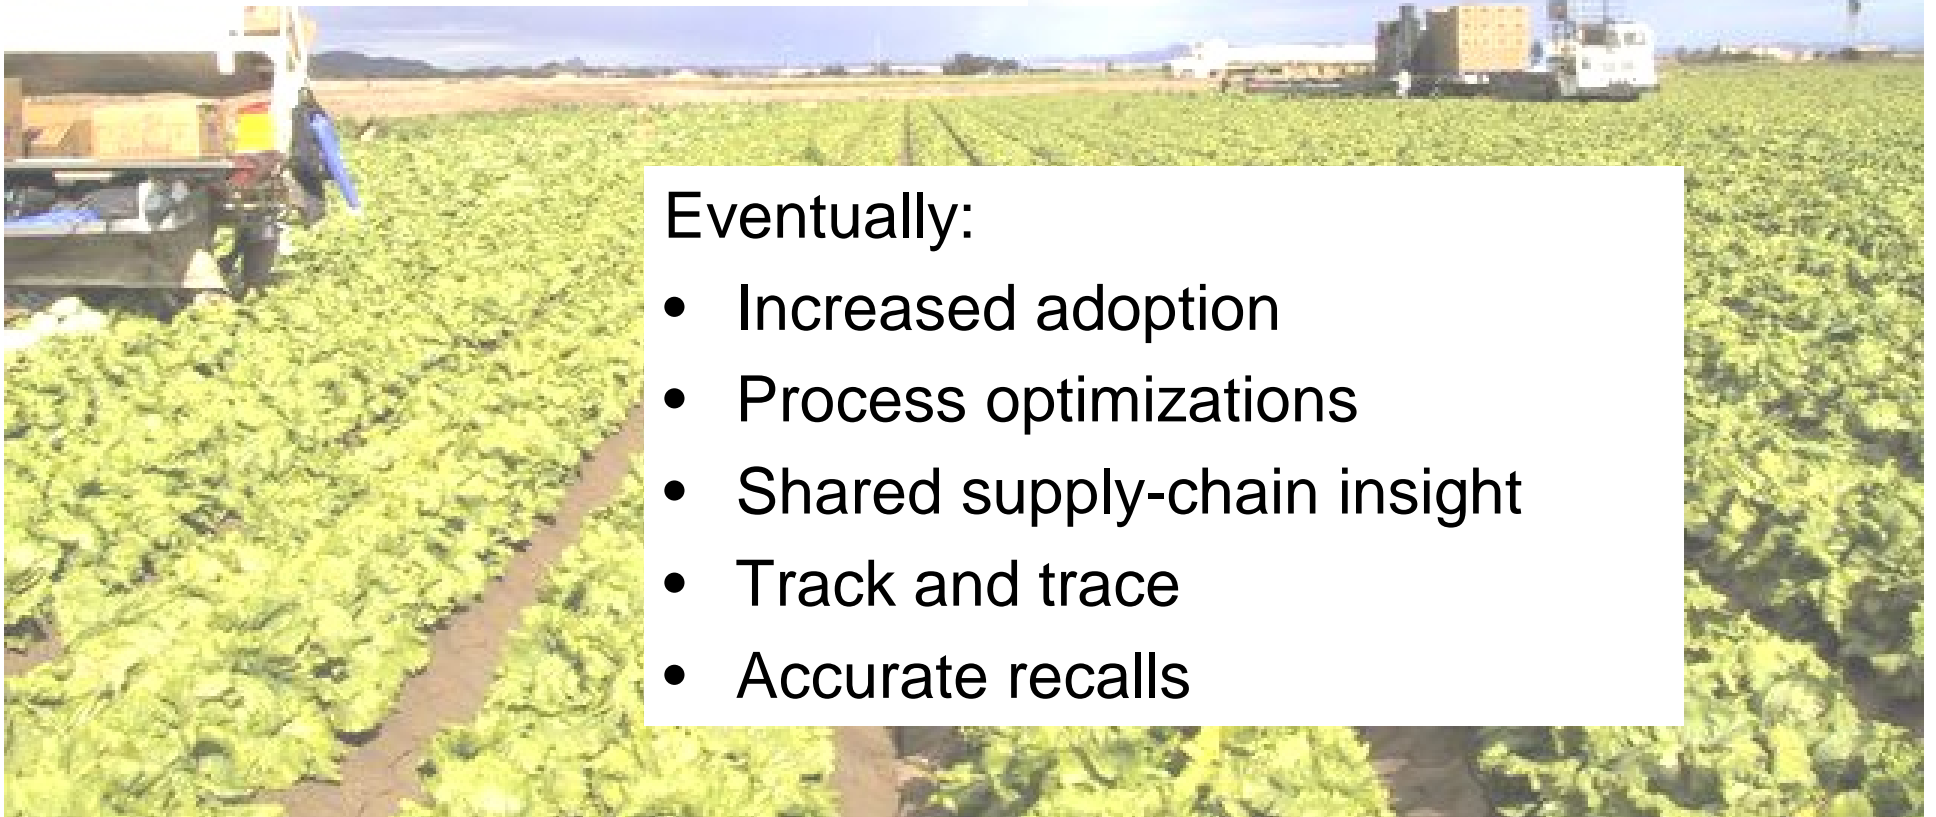 Eventually:
• Increased adoption
• Process optimizations
• Shared supply-chain insight
• Track and trace
• Accurate recalls